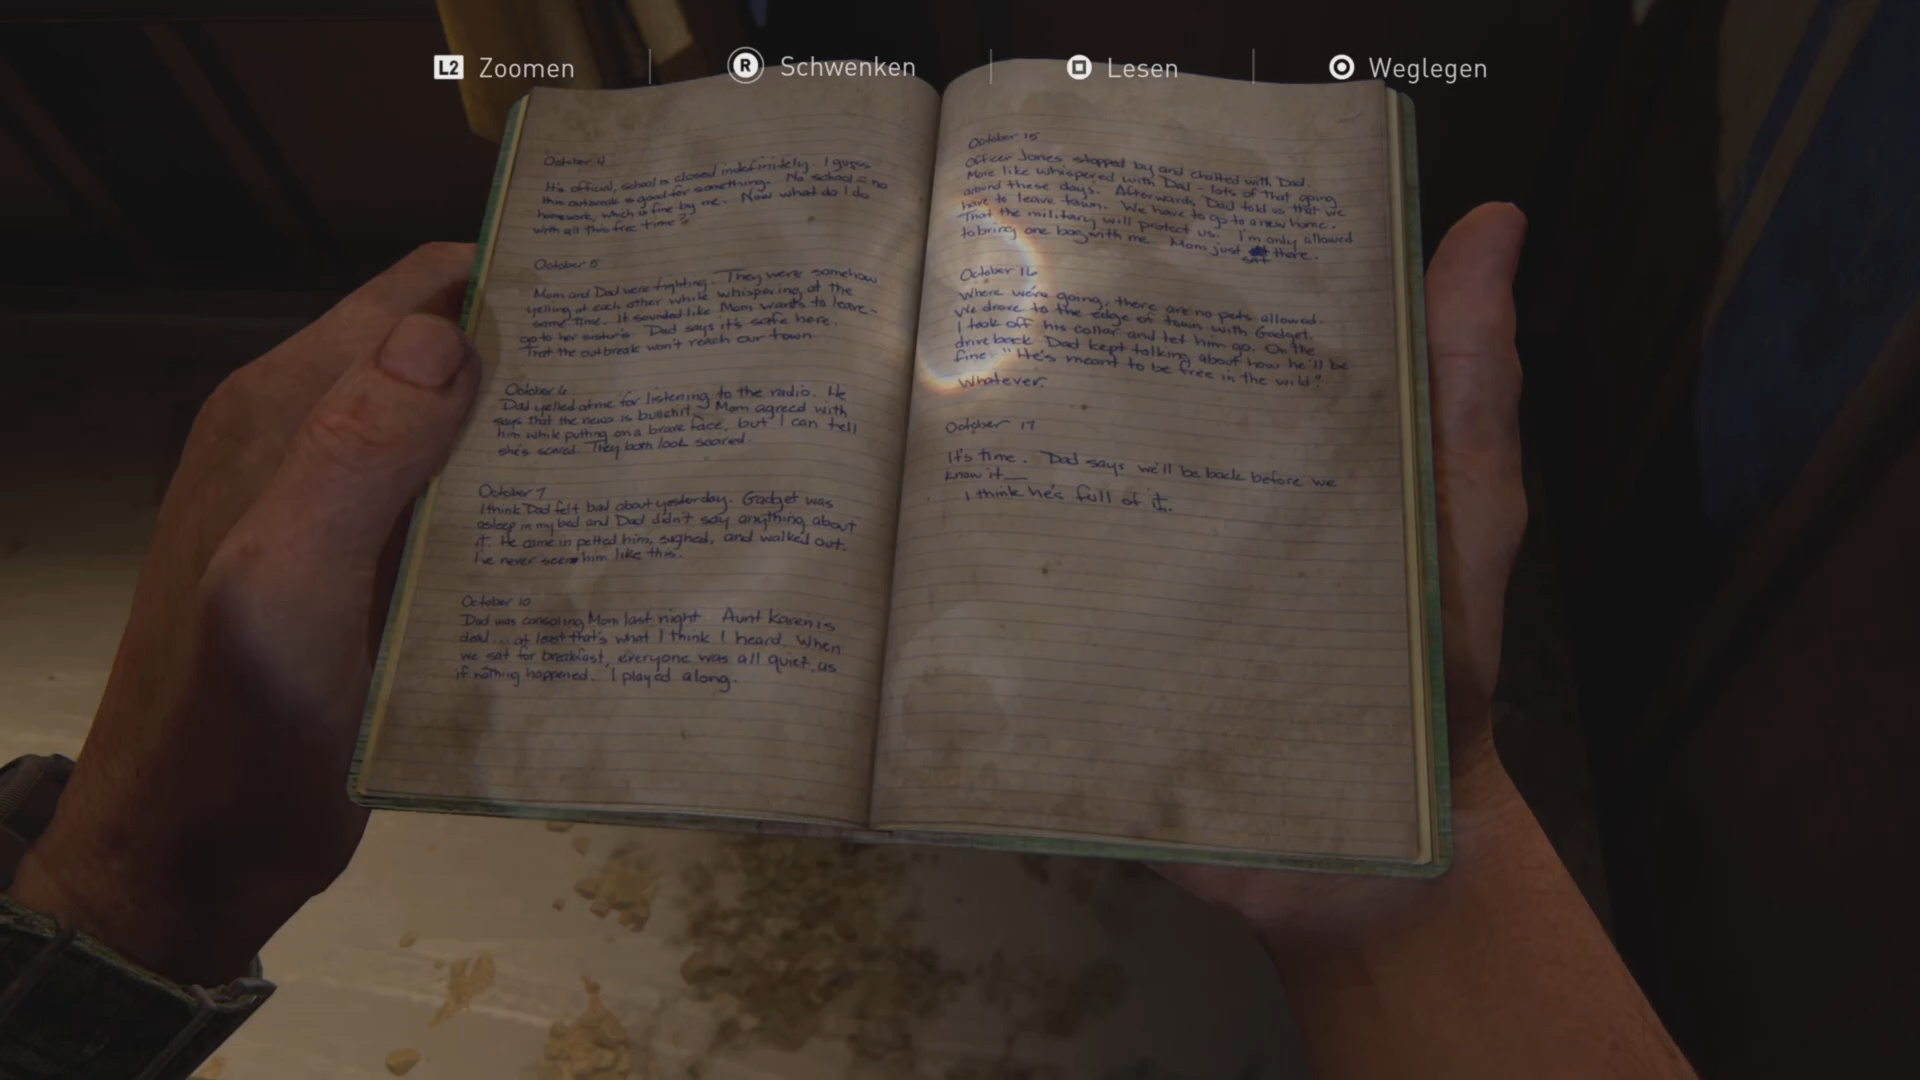 L2 Zoomen
R Schwenken
Lesen
Weglegen
October 4
It's official, school is closed indefinitely. I guess
this outbreak is good for something. No school = no
homework, which is fine by me. Now what do I do
with all this free time?
October 5
Mom and Dad were fighting. They were somehow
yelling at each other while whispering at the
same time. It sounded like Mom wants to leave -
go to her sister's. Dad says it's safe here.
That the outbreak won't reach our town.
October 6
Dad yelled at me for listening to the radio. He
says that the news is bullshit. Mom agreed with
him while putting on a brave face, but I can tell
she's scared. They both look scared.
October 7
I think Dad felt bad about yesterday. Gadget was
asleep in my bed and Dad didn't say anything about
it. He came in petted him, sighed, and walked out.
I've never seen him like this.
October 10
Dad was consoling Mom last night. Aunt Karen is
dead... at least that's what I think I heard. When
we sat for breakfast, everyone was all quiet, as
if nothing happened. I played along.
October 15
Officer Jones stopped by and chatted with Dad.
More like whispered with Dad - lots of that going
around these days. Afterwards, Dad told us that we
have to leave town. We have to go to a new home.
That the military will protect us. I'm only allowed
to bring one bag with me. Mom just sat there.
October 16
Where we're going, there are no pets allowed.
We drove to the edge of town with Gadget.
I took off his collar and let him go. On the
drive back Dad kept talking about how he'll be
fine. "He's meant to be free in the wild."
Whatever.
October 17
It's time. Dad says we'll be back before we
know it__
I think he's full of it.